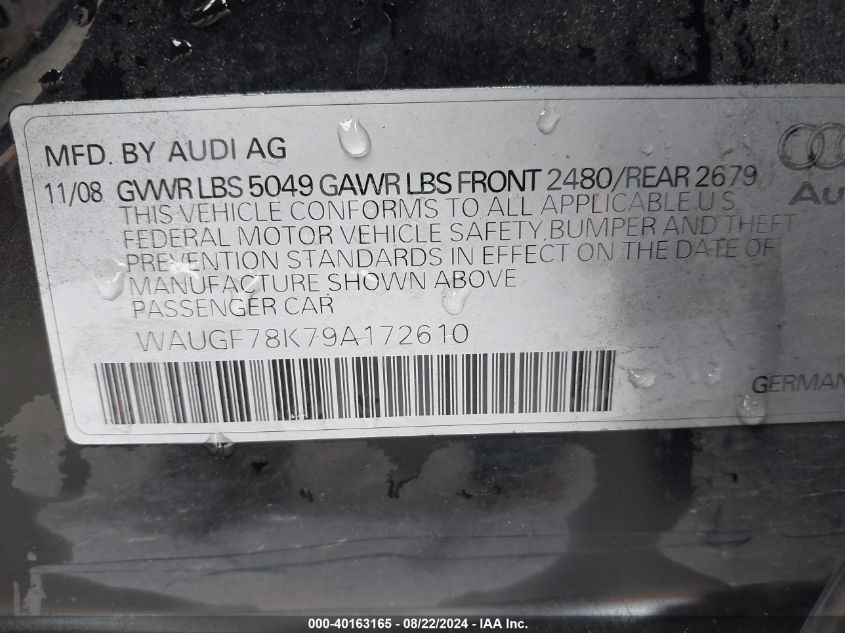 MFD. BY AUDI AG
11/08 GVWR LBS 5049 GAWR LBS FRONT 2480/REAR 2679
THIS VEHICLE CONFORMS TO ALL APPLICABLE U S
FEDERAL MOTOR VEHICLE SAFETY, BUMPER AND THEFT
PREVENTION STANDARDS IN EFFECT ON THE DATE OF
MANUFACTURE SHOWN ABOVE
PASSENGER CAR
WAUGF78K79A172610
Au
GERMAN
000-40163165 - 08/22/2024 - IAA Inc.